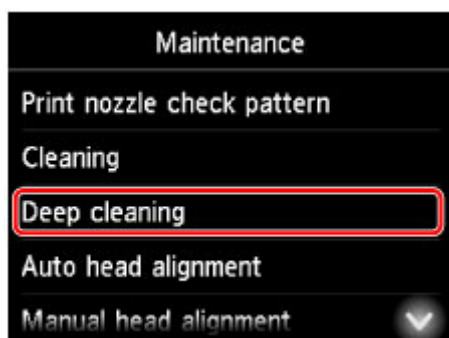 Maintenance
Print nozzle check pattern
Cleaning
Deep cleaning
Auto head alignment
Manual head alignment